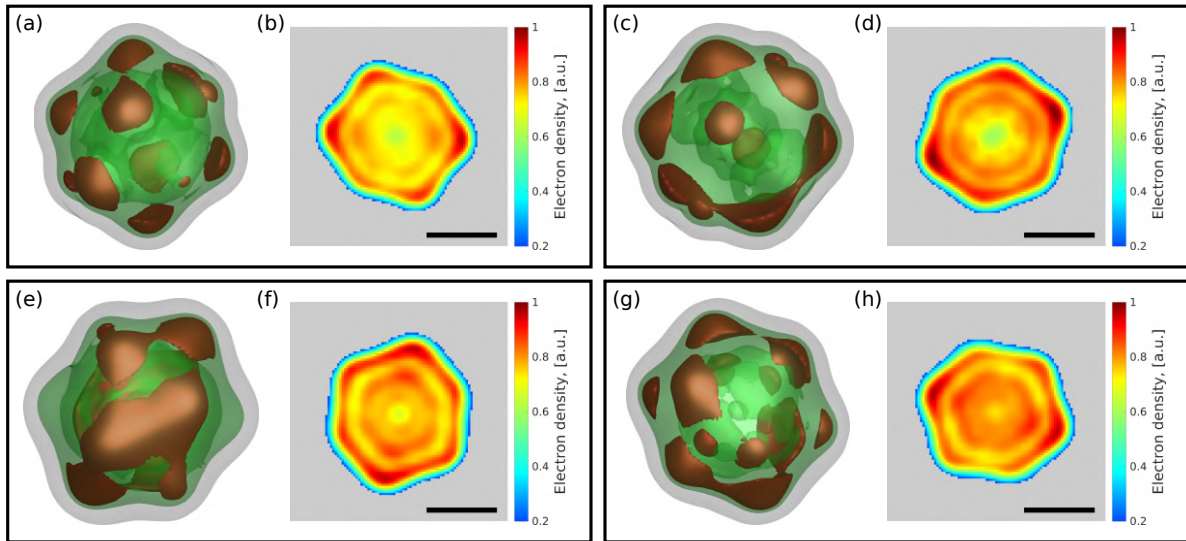 (a)
(b)
1
0.8
0.6
0.4
0.2
Electron density, [a.u.]
(c)
(d)
1
0.8
0.6
0.4
0.2
Electron density, [a.u.]
(e)
(f)
1
0.8
0.6
0.4
0.2
Electron density, [a.u.]
(g)
(h)
1
0.8
0.6
0.4
0.2
Electron density, [a.u.]